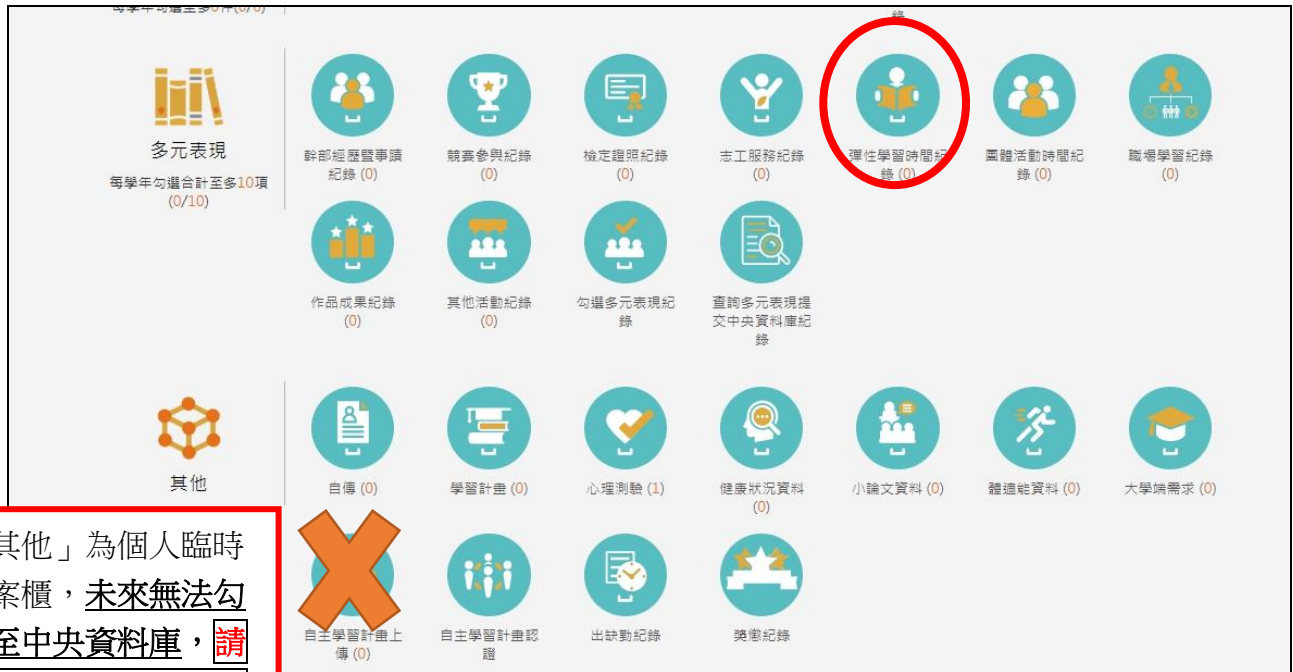 每學年勾選至多6件(0/6)
錄
多元表現
每學年勾選合計至多10項
(0/10)
幹部經歷暨事蹟
紀錄 (0)
競賽參與紀錄
(0)
檢定證照紀錄
(0)
志工服務紀錄
(0)
彈性學習時間紀
錄 (0)
團體活動時間紀
錄 (0)
職場學習紀錄
(0)
作品成果紀錄
(0)
其他活動紀錄
(0)
勾選多元表現紀
錄
查詢多元表現提
交中央資料庫紀
錄
其他
自傳 (0)
學習計畫 (0)
心理測驗 (1)
健康狀況資料
(0)
小論文資料 (0)
體適能資料 (0)
大學端需求 (0)
其他」為個人臨時
案櫃，未來無法勾
至中央資料庫，請
自主學習計畫上
傳 (0)
自主學習計畫認
證
出缺勤紀錄
獎懲紀錄